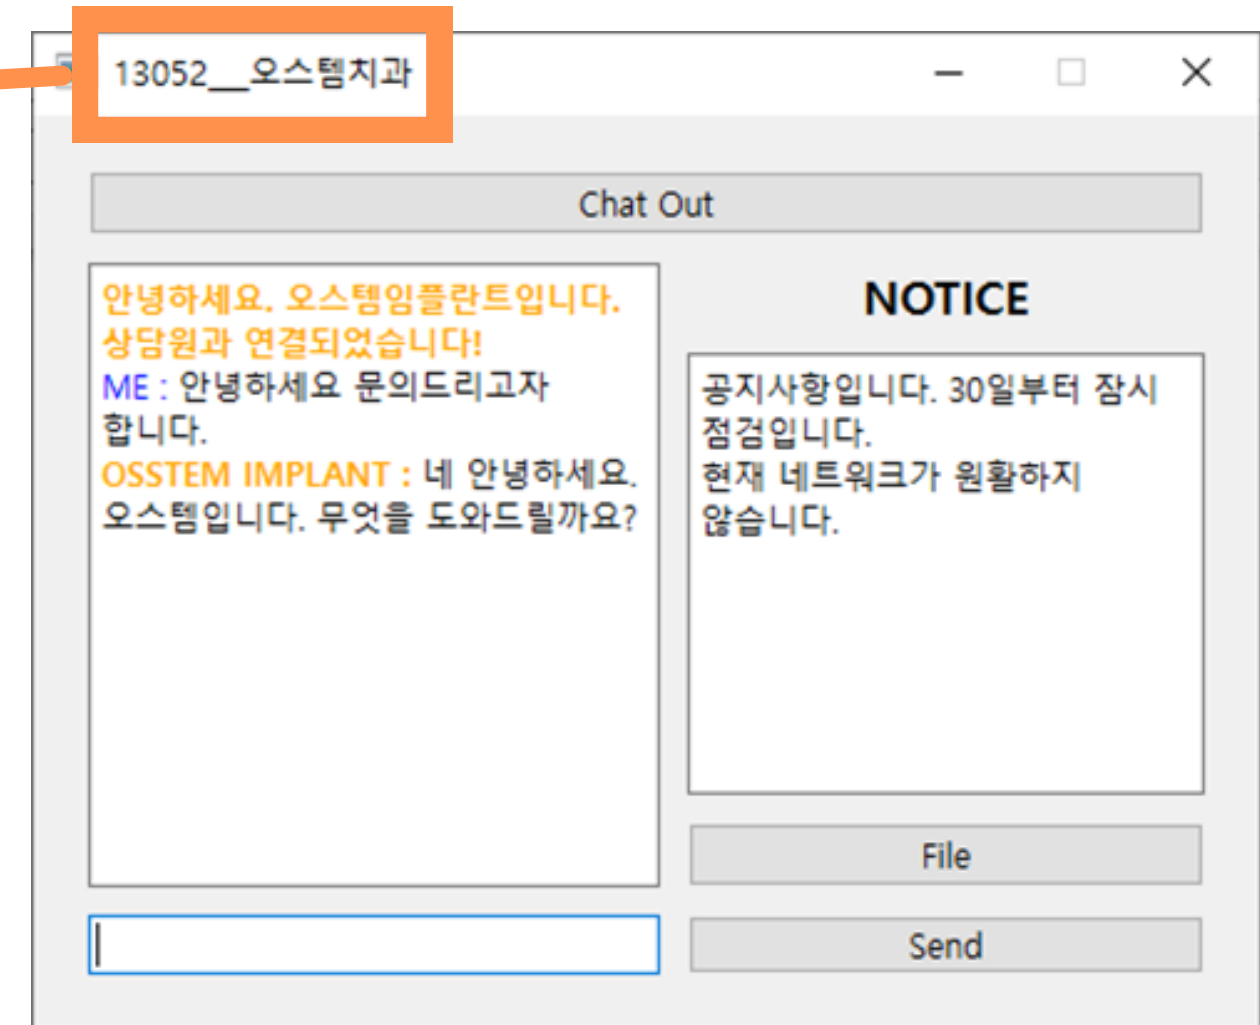 13052__오스템치과
Chat Out
안녕하세요. 오스템임플란트입니다.
상담원과 연결되었습니다!
ME : 안녕하세요 문의드리고자
합니다.
OSSTEM IMPLANT : 네 안녕하세요.
오스템입니다. 무엇을 도와드릴까요?
NOTICE
공지사항입니다. 30일부터 잠시
점검입니다.
현재 네트워크가 원활하지
않습니다.
File
Send